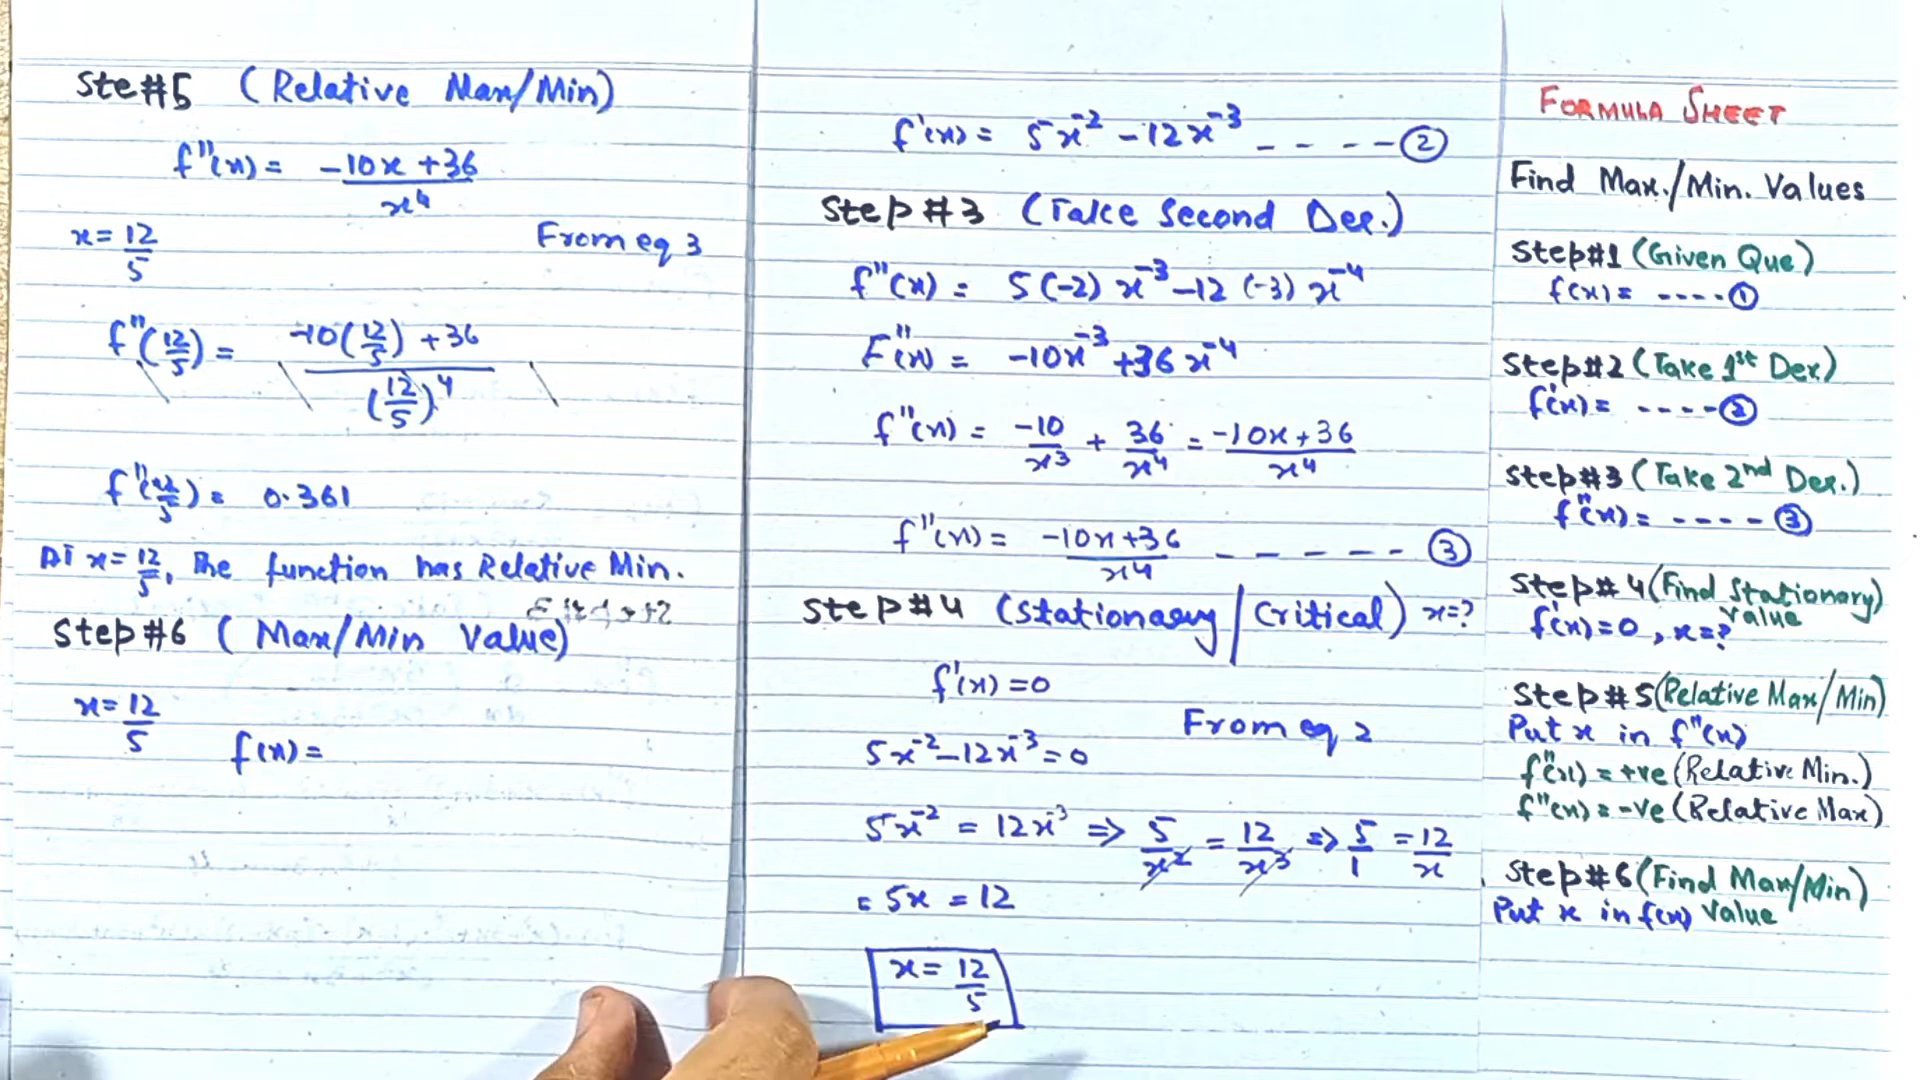 Ste#5 (Relative Max/Min)
f''(x) = -10x + 36 / x⁴
x = 12/5 From eq 3
f''(12/5) = -10(12/5) + 36 / (12/5)⁴
f''(12/5) = 0.361
At x = 12/5, The function has Relative Min.
Step#6 (Max/Min Value)
x = 12/5
f(x) =
f'(x) = 5x⁻² - 12x⁻³ - - - - ②
Step#3 (Take Second Der.)
f''(x) = 5(-2) x⁻³ - 12 (-3) x⁻⁴
F''(x) = -10x⁻³ + 36x⁻⁴
f''(x) = -10/x³ + 36/x⁴ = -10x + 36 / x⁴
f''(x) = -10x + 36 / x⁴ - - - - - ③
Step#4 (Stationary/Critical) x=?
f'(x) = 0
From eq 2
5x⁻² - 12x⁻³ = 0
5x⁻² = 12x⁻³ => 5/x² = 12/x³ => 5/1 = 12/x
= 5x = 12
x = 12/5
FORMULA SHEET
Find Max./Min. Values
Step#1 (Given Que)
f(x) = - - - - ①
Step#2 (Take 1st Der)
f'(x) = - - - - ②
Step#3 (Take 2nd Der.)
f''(x) = - - - - ③
Step#4 (Find Stationary)
Value
f'(x) = 0, x = ?
Step#5 (Relative Max/Min)
Put x in f''(x)
f''(x) = +ve (Relative Min.)
f''(x) = -ve (Relative Max)
Step#6 (Find Max/Min)
Put x in f(x) Value